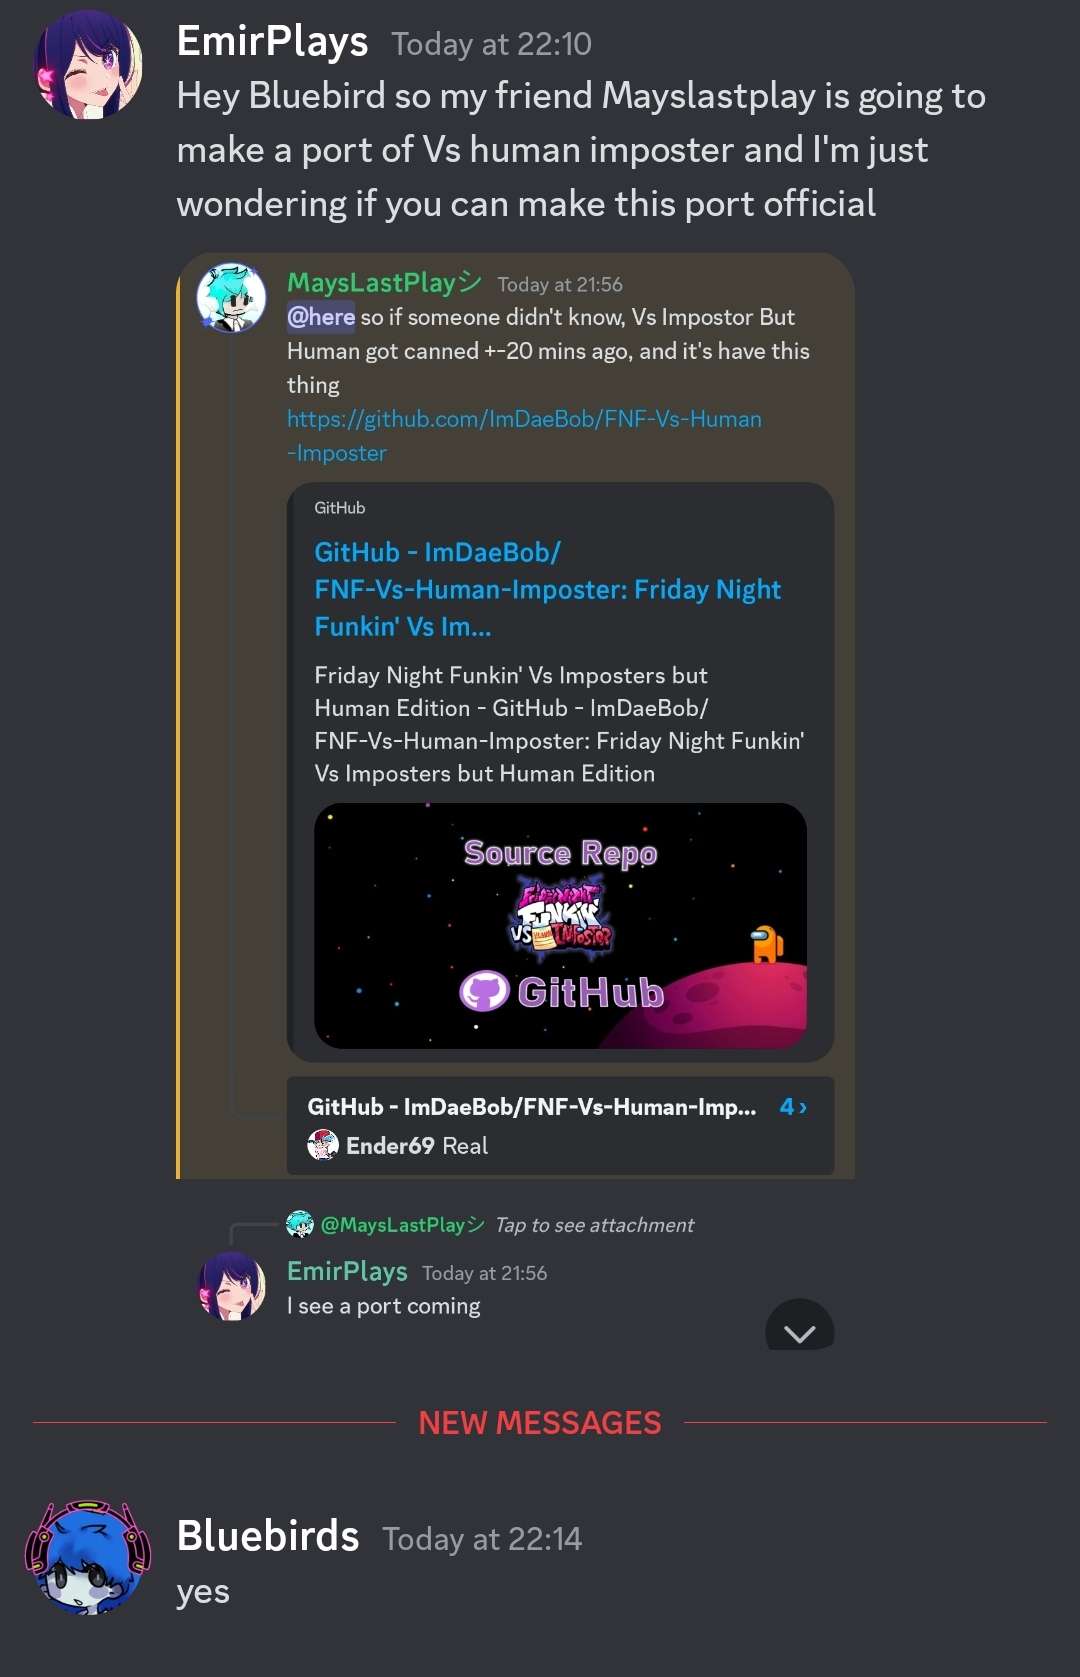 EmirPlays Today at 22:10
Hey Bluebird so my friend Mayslastplay is going to
make a port of Vs human imposter and I'm just
wondering if you can make this port official
MaysLastPlayシ Today at 21:56
@here so if someone didn't know, Vs Impostor But
Human got canned +-20 mins ago, and it's have this
thing
https://github.com/ImDaeBob/FNF-Vs-Human
-Imposter
GitHub
GitHub - ImDaeBob/
FNF-Vs-Human-Imposter: Friday Night
Funkin' Vs Im...
Friday Night Funkin' Vs Imposters but
Human Edition - GitHub - ImDaeBob/
FNF-Vs-Human-Imposter: Friday Night Funkin'
Vs Imposters but Human Edition
Source Repo
Friday Night
Funkin'
VS Human Impostor
GitHub
GitHub - ImDaeBob/FNF-Vs-Human-Imp... 4 ›
Ender69 Real
@MaysLastPlayシ Tap to see attachment
EmirPlays Today at 21:56
I see a port coming
NEW MESSAGES
Bluebirds Today at 22:14
yes